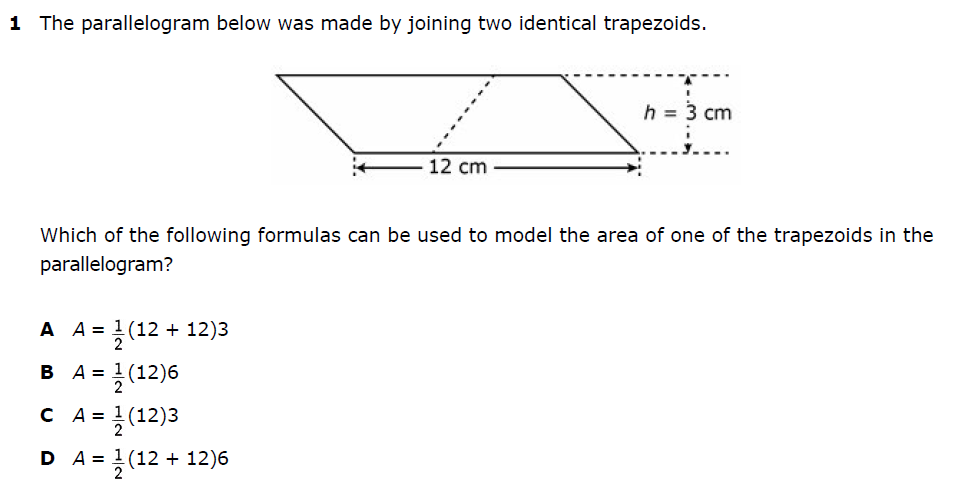 1 The parallelogram below was made by joining two identical trapezoids.
h = 3 cm
12 cm
Which of the following formulas can be used to model the area of one of the trapezoids in the
parallelogram?
A A = 1/2(12 + 12)3
B A = 1/2(12)6
C A = 1/2(12)3
D A = 1/2(12 + 12)6